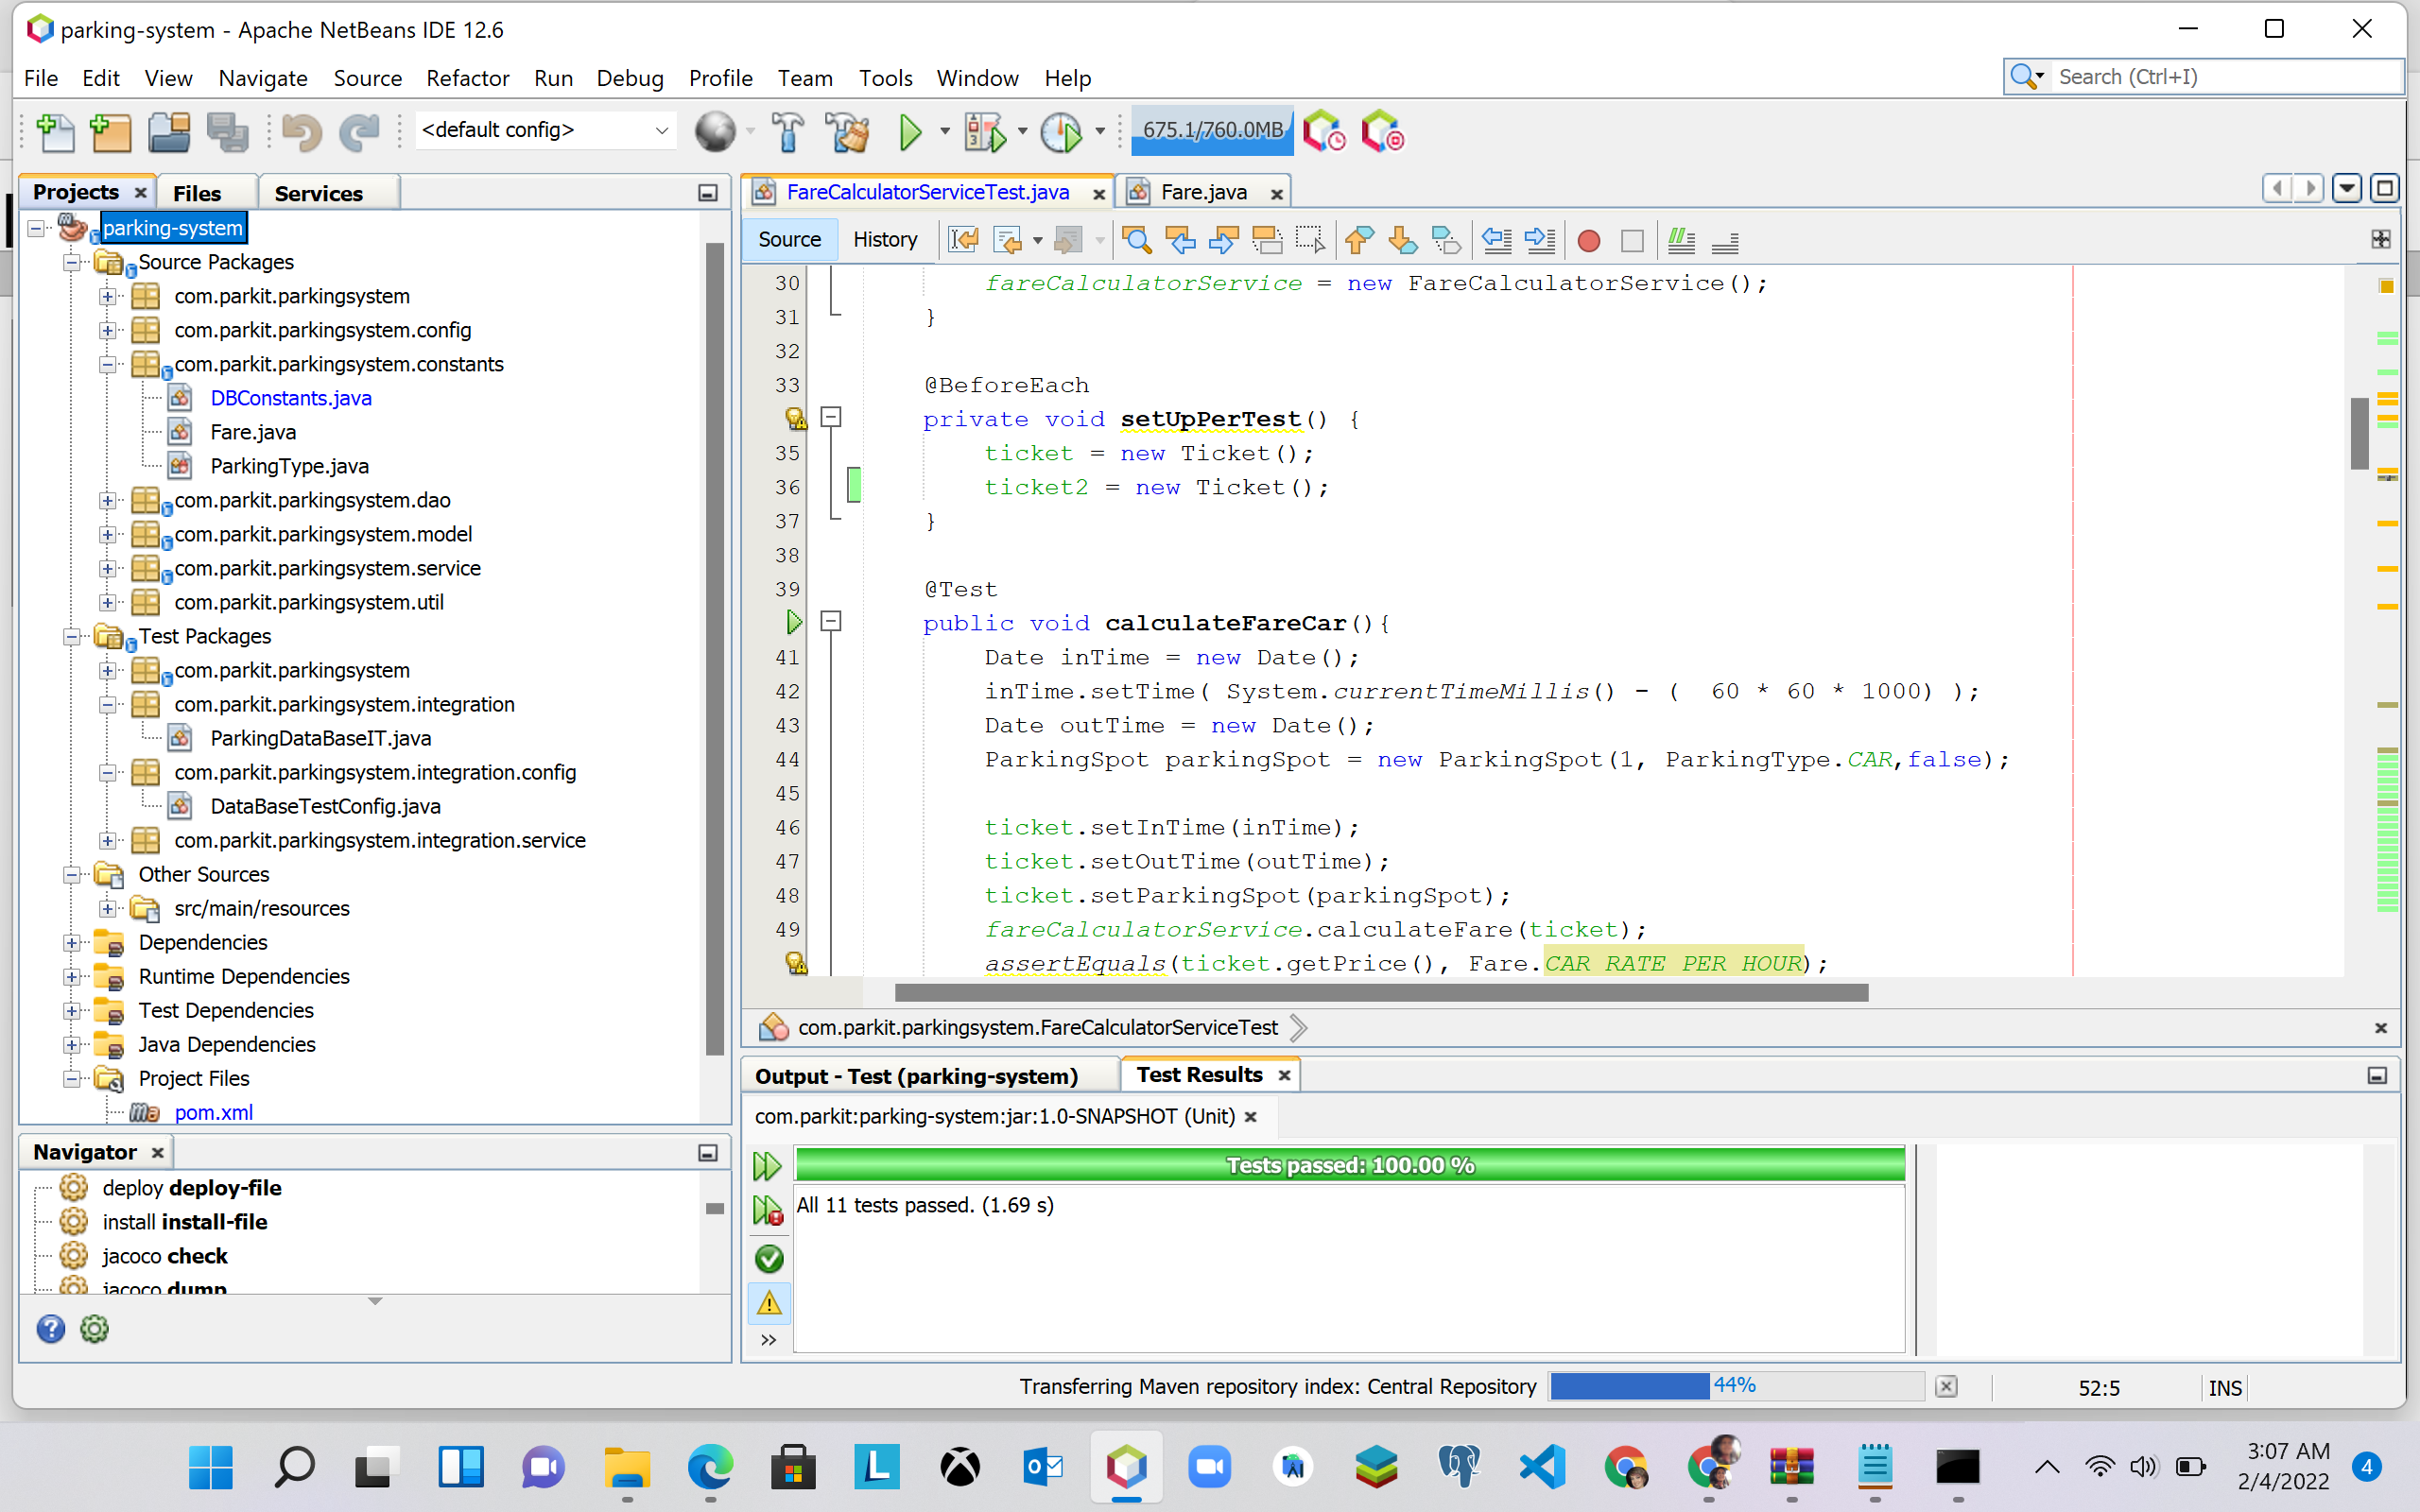 parking-system - Apache NetBeans IDE 12.6
File Edit View Navigate Source Refactor Run Debug Profile Team Tools Window Help
Search (Ctrl+I)
<default config>
675.1/760.0MB
Projects Files Services
parking-system
Source Packages
com.parkit.parkingsystem
com.parkit.parkingsystem.config
com.parkit.parkingsystem.constants
DBConstants.java
Fare.java
ParkingType.java
com.parkit.parkingsystem.dao
com.parkit.parkingsystem.model
com.parkit.parkingsystem.service
com.parkit.parkingsystem.util
Test Packages
com.parkit.parkingsystem
com.parkit.parkingsystem.integration
ParkingDataBaseIT.java
com.parkit.parkingsystem.integration.config
DataBaseTestConfig.java
com.parkit.parkingsystem.integration.service
Other Sources
src/main/resources
Dependencies
Runtime Dependencies
Test Dependencies
Java Dependencies
Project Files
pom.xml
Navigator
deploy deploy-file
install install-file
jacoco check
jacoco dump
FareCalculatorServiceTest.java Fare.java
Source History
30 fareCalculatorService = new FareCalculatorService();
31 }
32
33 @BeforeEach
private void setUpPerTest() {
35 ticket = new Ticket();
36 ticket2 = new Ticket();
37 }
38
39 @Test
public void calculateFareCar(){
41 Date inTime = new Date();
42 inTime.setTime( System.currentTimeMillis() - (  60 * 60 * 1000) );
43 Date outTime = new Date();
44 ParkingSpot parkingSpot = new ParkingSpot(1, ParkingType.CAR,false);
45
46 ticket.setInTime(inTime);
47 ticket.setOutTime(outTime);
48 ticket.setParkingSpot(parkingSpot);
49 fareCalculatorService.calculateFare(ticket);
assertEquals(ticket.getPrice(), Fare.CAR_RATE_PER_HOUR);
com.parkit.parkingsystem.FareCalculatorServiceTest
Output - Test (parking-system) Test Results
com.parkit:parking-system:jar:1.0-SNAPSHOT (Unit)
Tests passed: 100.00 %
All 11 tests passed. (1.69 s)
Transferring Maven repository index: Central Repository 44% 52:5 INS
3:07 AM
2/4/2022
4